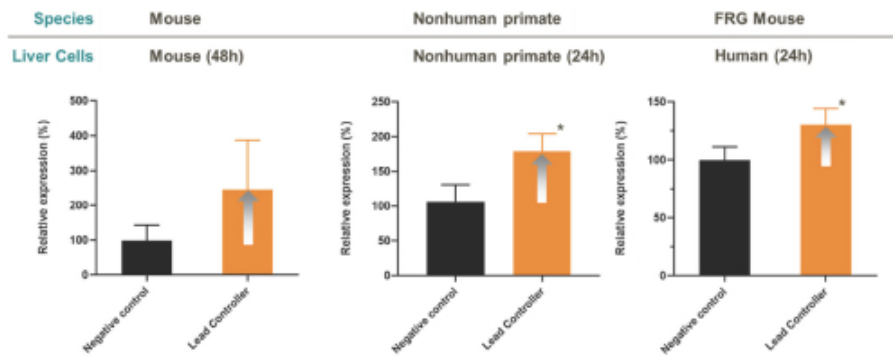 Species Mouse Nonhuman primate FRG Mouse
Liver Cells Mouse (48h) Nonhuman primate (24h) Human (24h)
Relative expression (%)
500
400
300
200
100
0
Negative control
Lead Controller
Relative expression (%)
250
200
150
100
50
0
*
Negative control
Lead Controller
Relative expression (%)
150
100
50
0
*
Negative control
Lead Controller